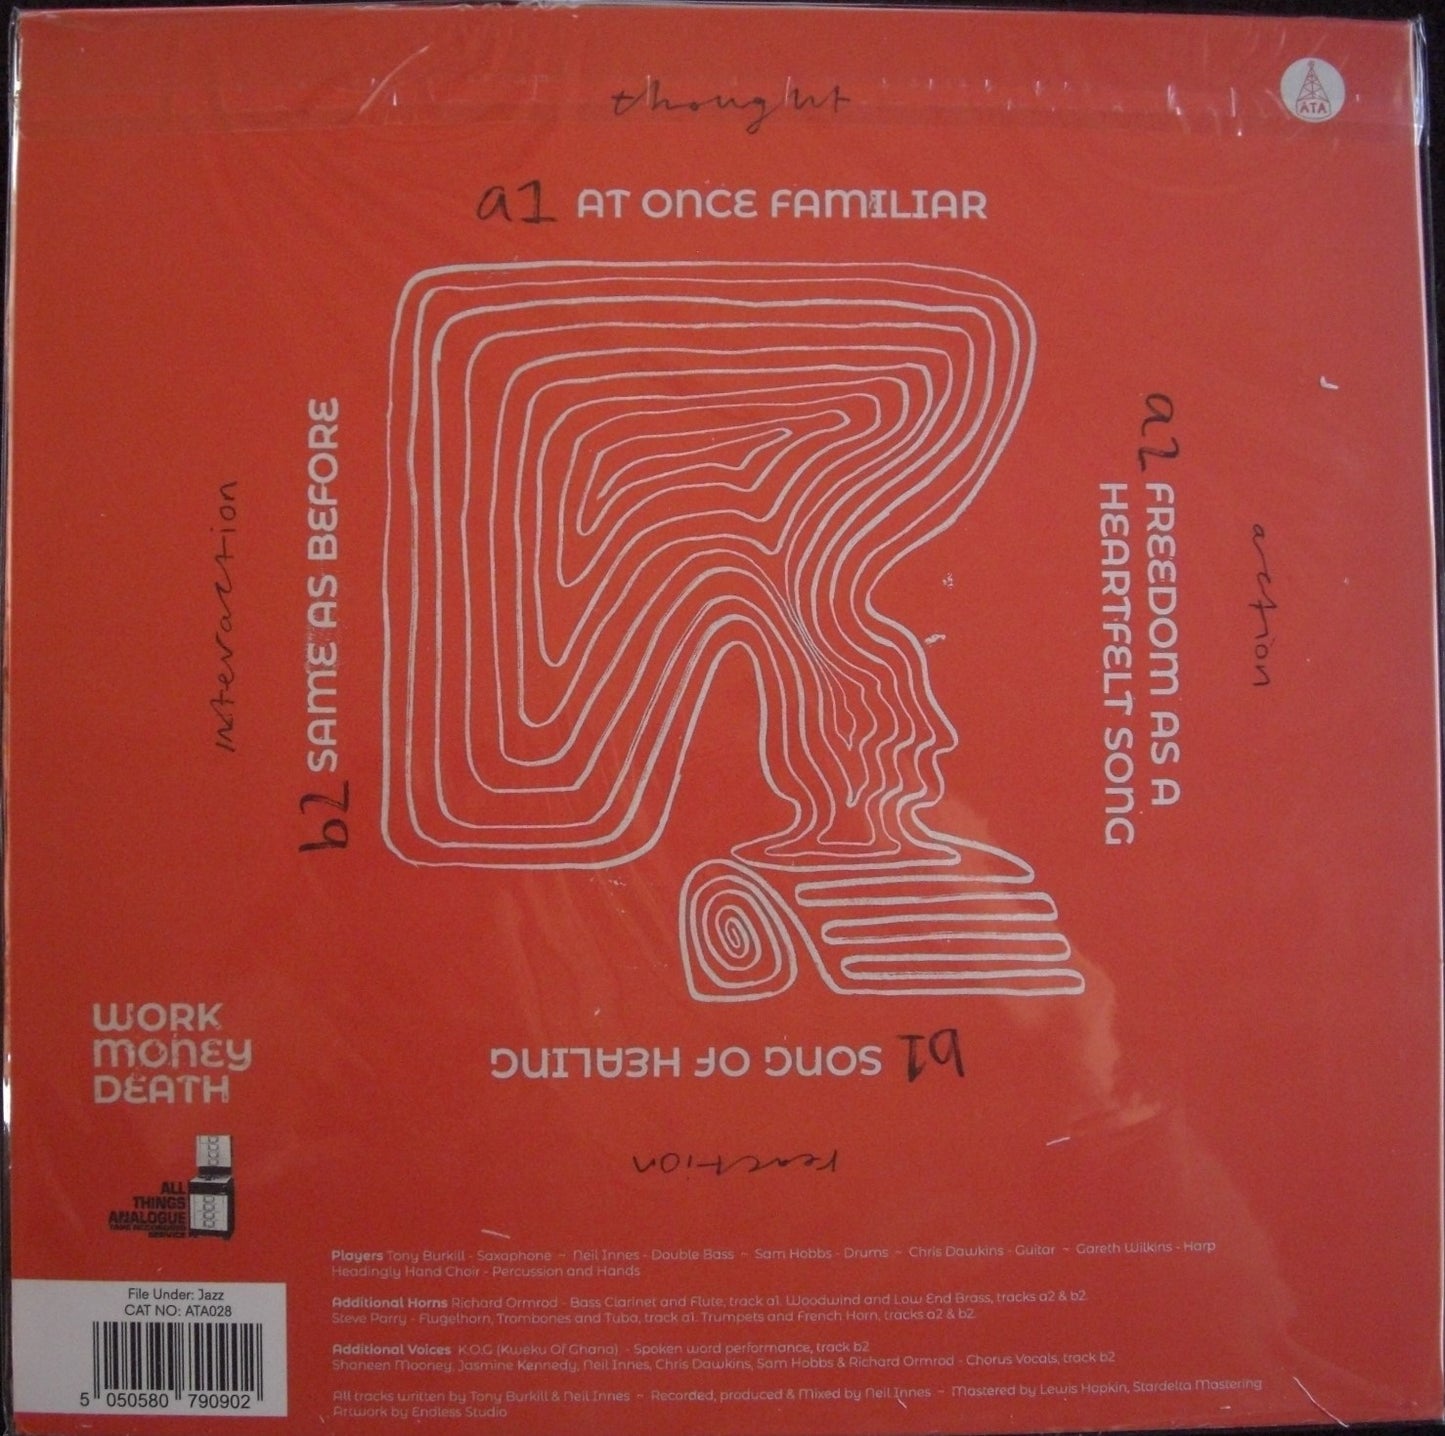 thought
ATA
a1 AT ONCE FAMILIAR
a2 FREEDOM AS A
HEARTFELT SONG
action
b1 SONG OF HEALING
reaction
b2 SAME AS BEFORE
interaction
WORK
MONEY
DEATH
ALL
THINGS
ANALOGUE
TAPE RECORDING
SERVICE
Players Tony Burkill - Saxaphone ~ Neil Innes - Double Bass ~ Sam Hobbs - Drums ~ Chris Dawkins - Guitar ~ Gareth Wilkins - Harp
Headingly Hand Choir - Percussion and Hands
Additional Horns Richard Ormrod - Bass Clarinet and Flute, track a1. Woodwind and Low End Brass, tracks a2 & b2.
Steve Parry - Flugelhorn, Trombones and Tuba, track a1. Trumpets and French Horn, tracks a2 & b2.
Additional Voices K.O.G (Kweku Of Ghana) - Spoken word performance, track b2
Shaneen Mooney, Jasmine Kennedy, Neil Innes, Chris Dawkins, Sam Hobbs & Richard Ormrod - Chorus Vocals, track b2
All tracks written by Tony Burkill & Neil Innes ~ Recorded, produced & Mixed by Neil Innes ~ Mastered by Lewis Hopkin, Stardelta Mastering
Artwork by Endless Studio
File Under: Jazz
CAT NO: ATA028
5 050580 790902